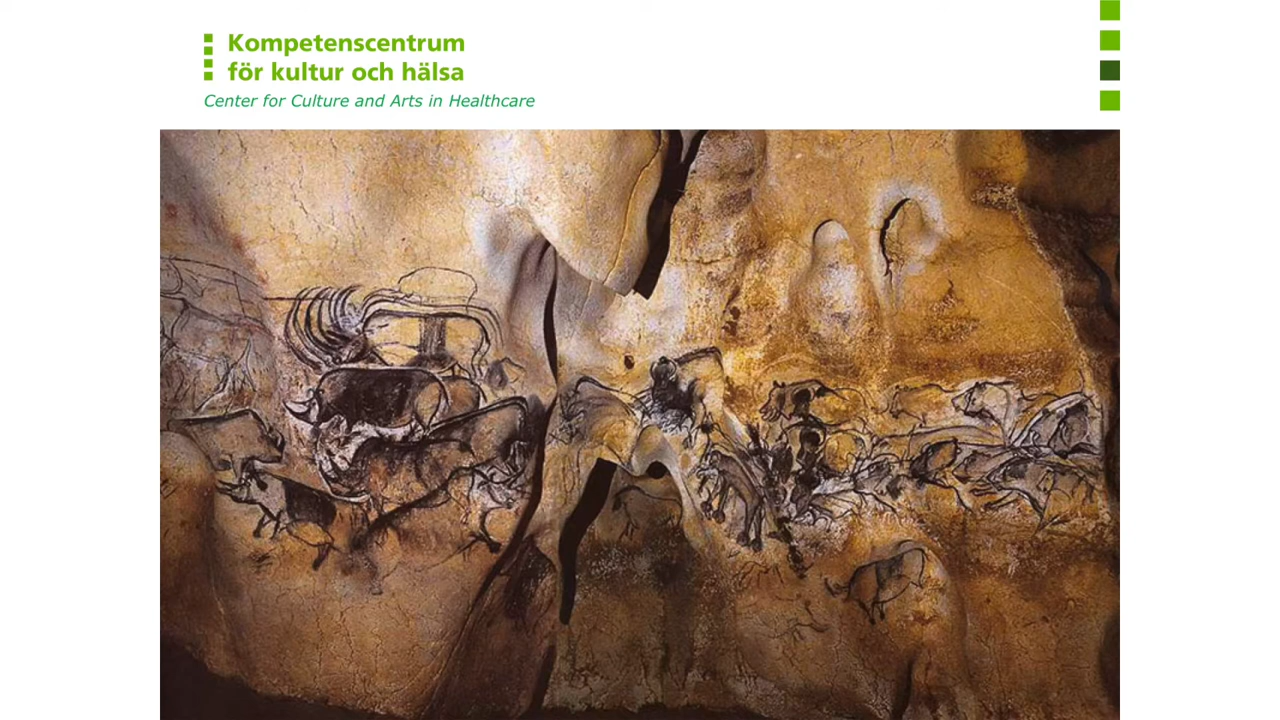 Kompetenscentrum
för kultur och hälsa
Center for Culture and Arts in Healthcare